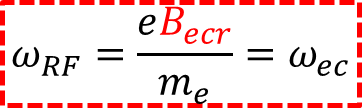 ω_RF = eB_ecr / m_e = ω_ec